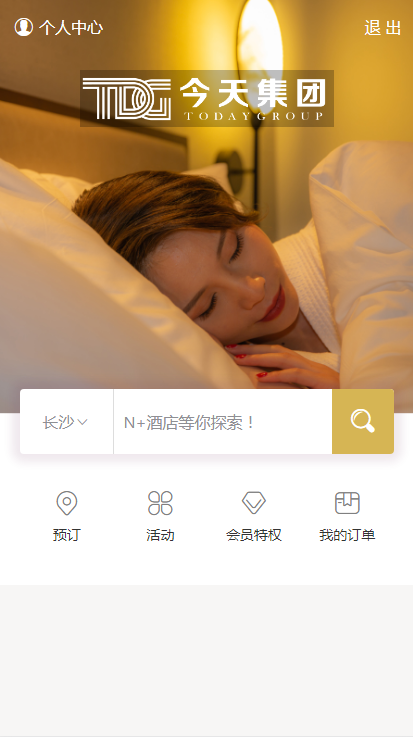 个人中心
退出
TDG 今天集团
TODAYGROUP
长沙
N+酒店等你探索！
预订
活动
会员特权
我的订单